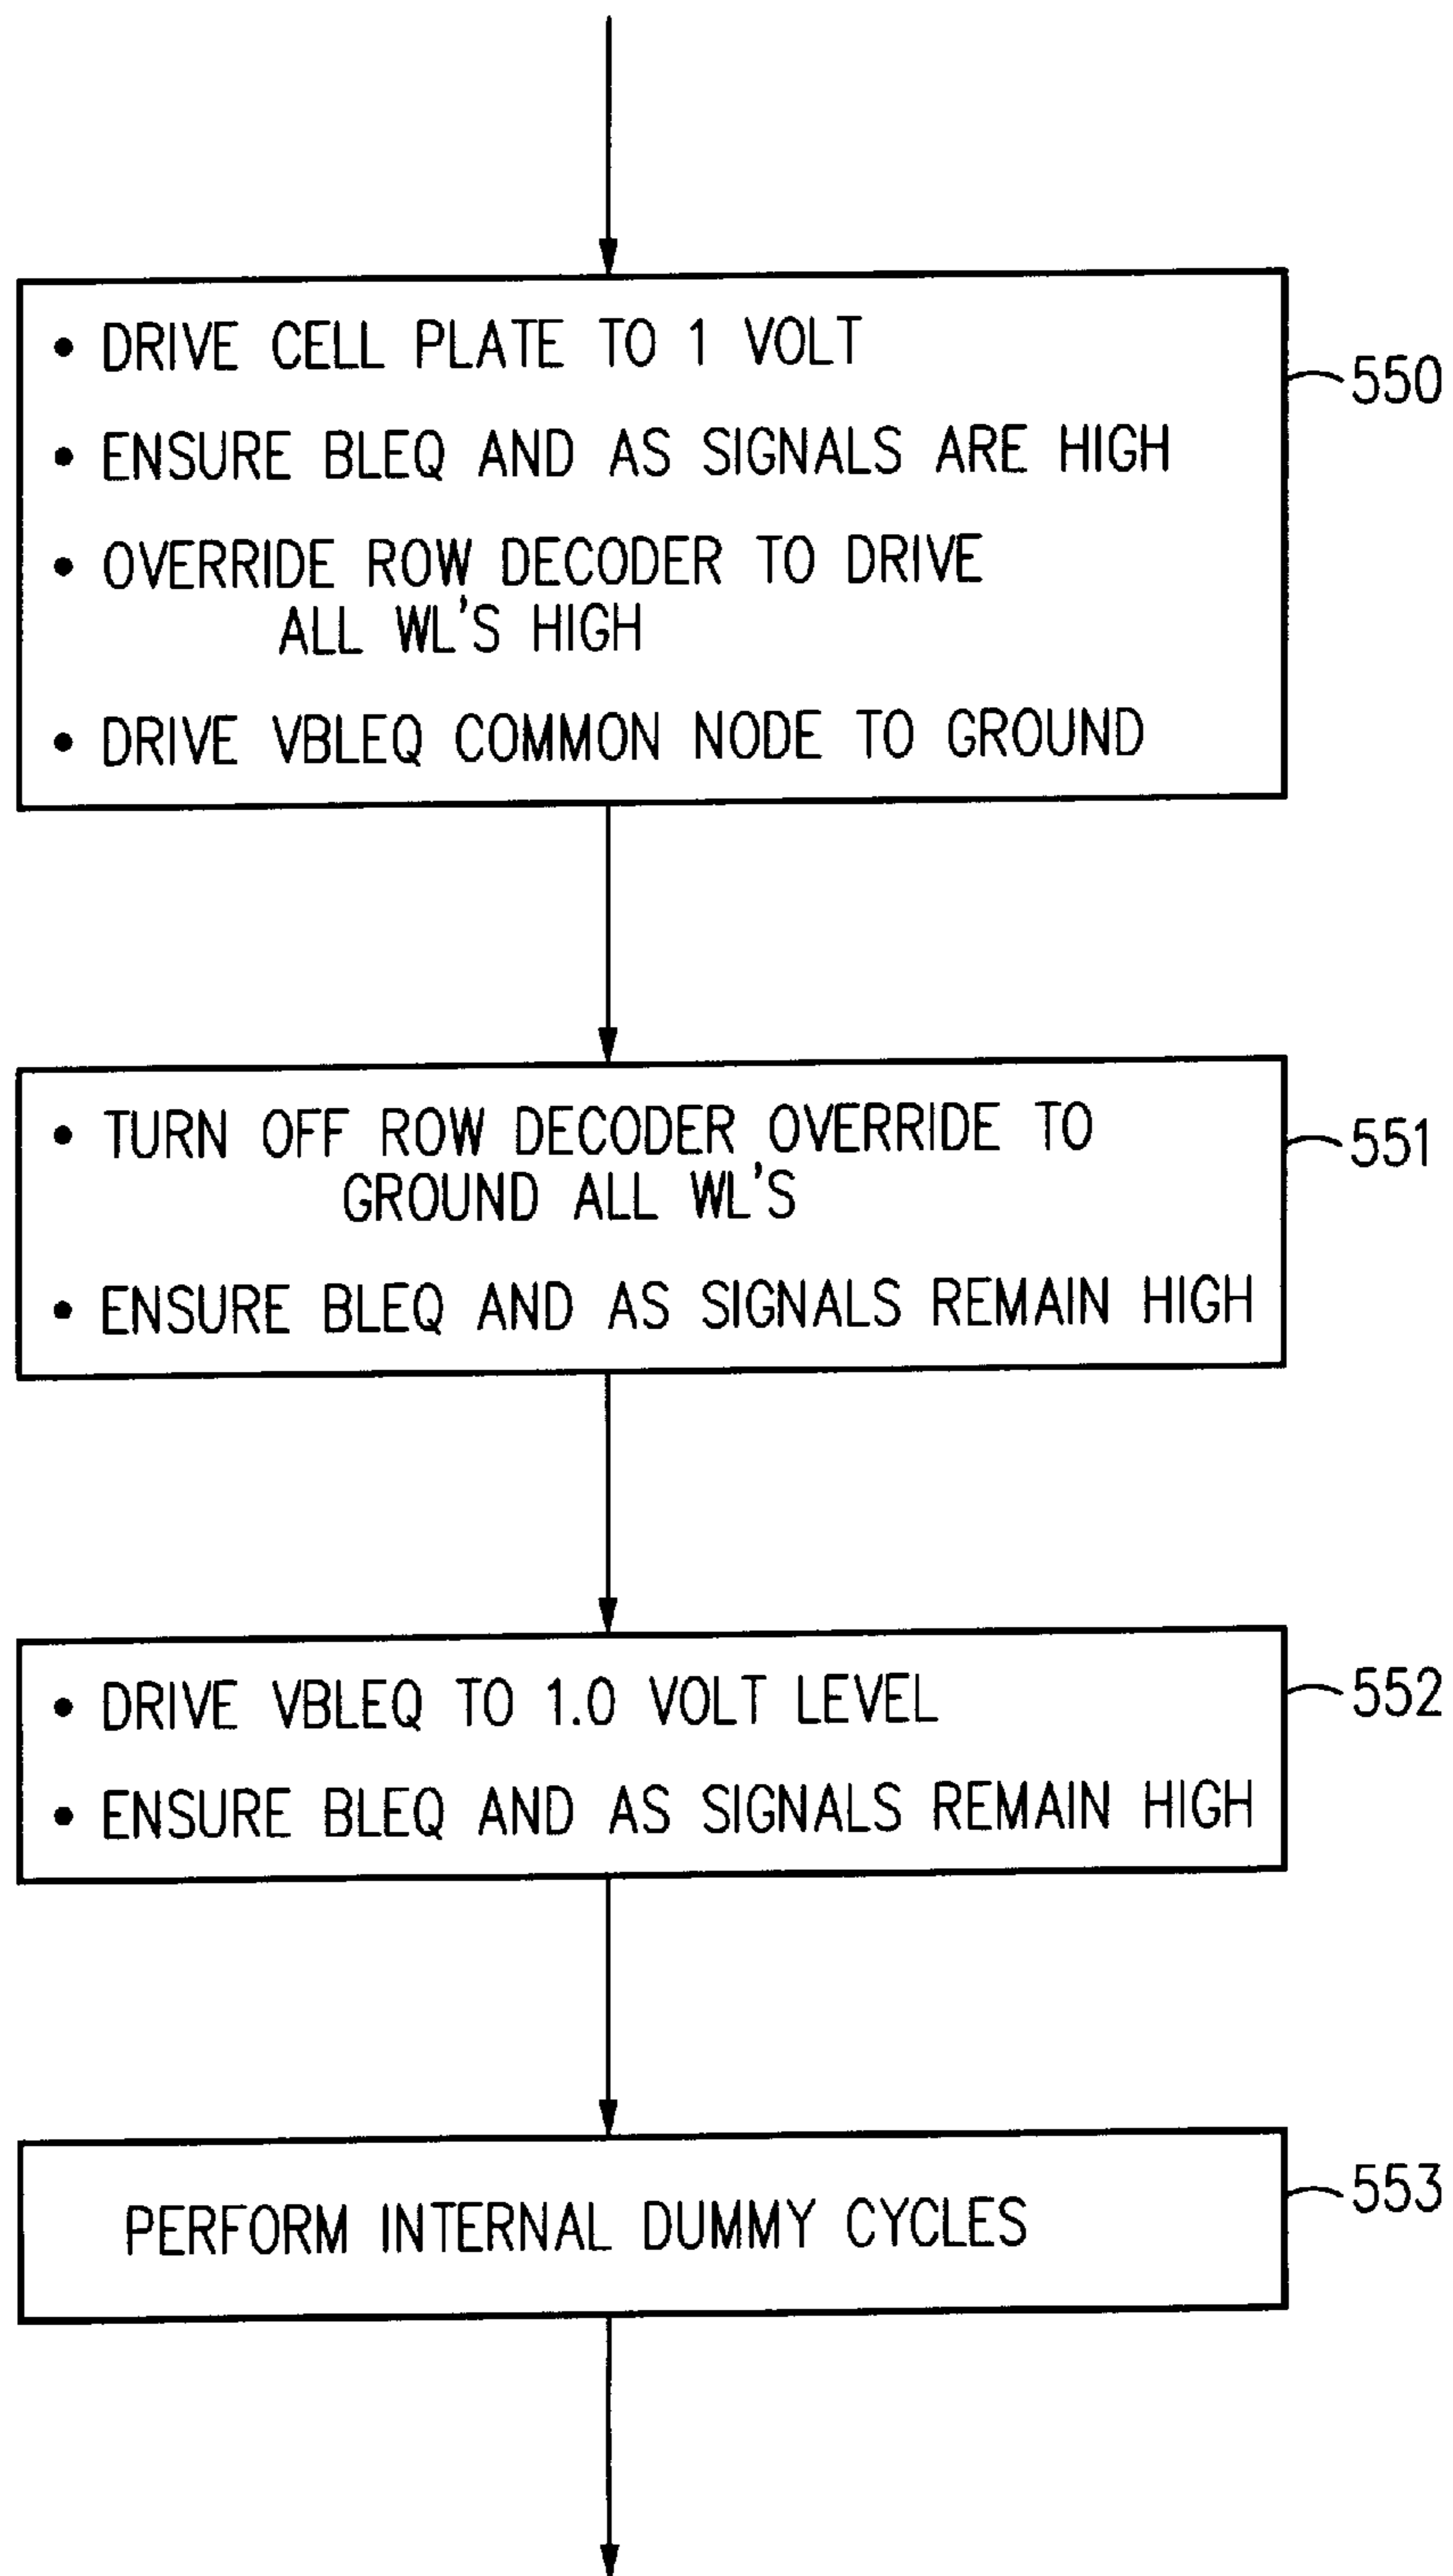 • DRIVE CELL PLATE TO 1 VOLT
• ENSURE BLEQ AND AS SIGNALS ARE HIGH
• OVERRIDE ROW DECODER TO DRIVE
ALL WL'S HIGH
• DRIVE VBLEQ COMMON NODE TO GROUND
550
• TURN OFF ROW DECODER OVERRIDE TO
GROUND ALL WL'S
• ENSURE BLEQ AND AS SIGNALS REMAIN HIGH
551
• DRIVE VBLEQ TO 1.0 VOLT LEVEL
• ENSURE BLEQ AND AS SIGNALS REMAIN HIGH
552
PERFORM INTERNAL DUMMY CYCLES
553